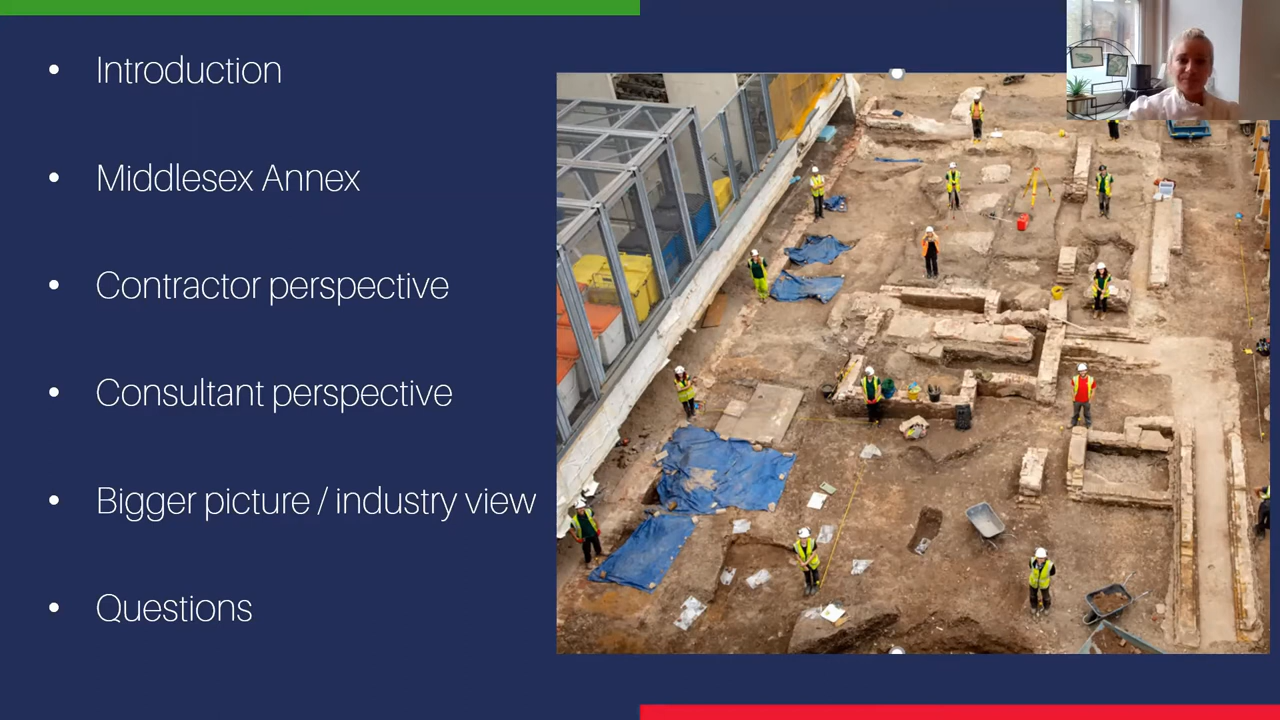 Introduction
Middlesex Annex
Contractor perspective
Consultant perspective
Bigger picture / industry view
Questions